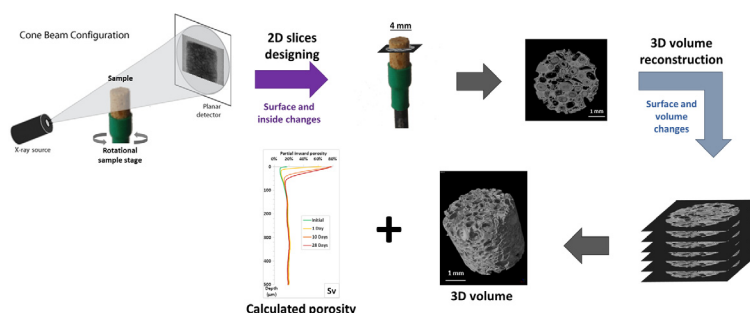 Cone Beam Configuration
Sample
Planar
detector
X-ray source
Rotational
sample stage
2D slices
designing
Surface and
inside changes
4 mm
1 mm
3D volume
reconstruction
Surface and
volume
changes
Partial inward porosity
0% 20% 40% 60% 80%
0
100
200
300
400
500
Initial
1 Day
10 Days
28 Days
Depth
(µm)
Sv
Calculated porosity
+
1 mm
3D volume